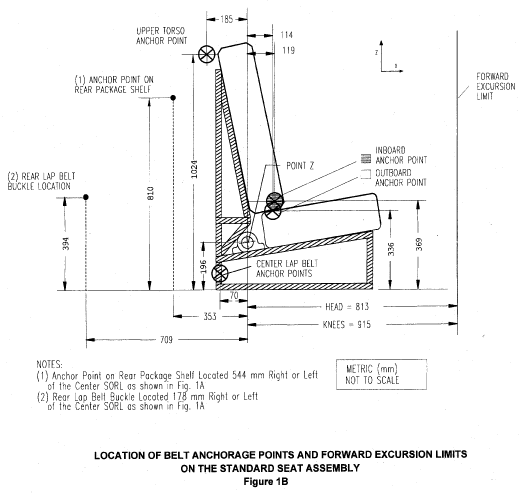 185
114
119
UPPER TORSO
ANCHOR POINT
Z
X
(1) ANCHOR POINT ON
REAR PACKAGE SHELF
FORWARD
EXCURSION
LIMIT
POINT Z
INBOARD
ANCHOR POINT
OUTBOARD
ANCHOR POINT
(2) REAR LAP BELT
BUCKLE LOCATION
1024
810
394
196
336
369
CENTER LAP BELT
ANCHOR POINTS
70
HEAD = 813
353
KNEES = 915
709
NOTES:
(1) Anchor Point on Rear Package Shelf Located 544 mm Right or Left
of the Center SORL as shown in Fig. 1A
(2) Rear Lap Belt Buckle Located 178 mm Right or Left
of the Center SORL as shown in Fig. 1A
METRIC (mm)
NOT TO SCALE
LOCATION OF BELT ANCHORAGE POINTS AND FORWARD EXCURSION LIMITS
ON THE STANDARD SEAT ASSEMBLY
Figure 1B